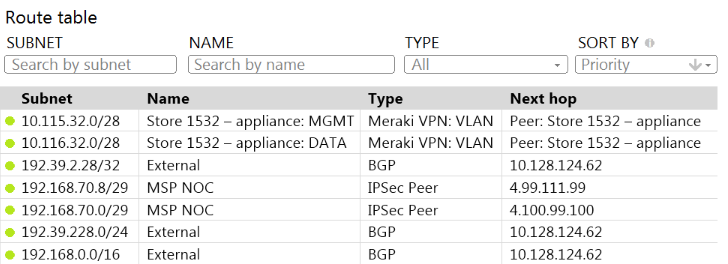 Route table
SUBNET NAME TYPE SORT BY
Search by subnet Search by name All Priority
Subnet Name Type Next hop
10.115.32.0/28 Store 1532 – appliance: MGMT Meraki VPN: VLAN Peer: Store 1532 – appliance
10.116.32.0/28 Store 1532 – appliance: DATA Meraki VPN: VLAN Peer: Store 1532 – appliance
192.39.2.28/32 External BGP 10.128.124.62
192.168.70.8/29 MSP NOC IPSec Peer 4.99.111.99
192.168.70.0/29 MSP NOC IPSec Peer 4.100.99.100
192.39.228.0/24 External BGP 10.128.124.62
192.168.0.0/16 External BGP 10.128.124.62